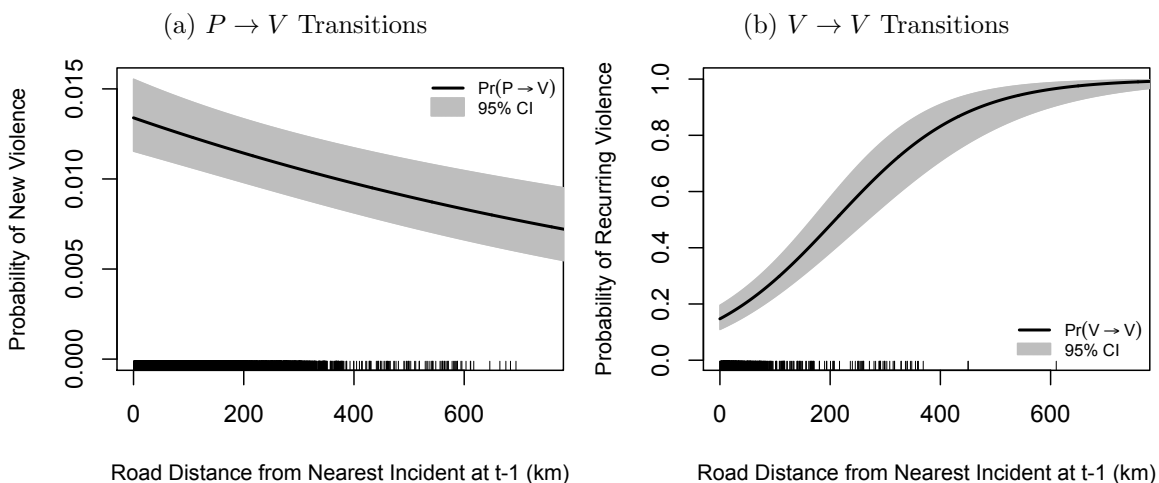 (a) P → V Transitions
Probability of New Violence
0.015
0.010
0.005
0.000
Pr(P → V)
95% CI
0 200 400 600
Road Distance from Nearest Incident at t-1 (km)
(b) V → V Transitions
Probability of Recurring Violence
1.0
0.8
0.6
0.4
0.2
0.0
Pr(V → V)
95% CI
0 200 400 600
Road Distance from Nearest Incident at t-1 (km)